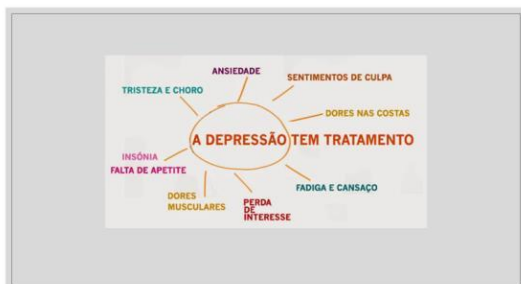 ANSIEDADE
SENTIMENTOS DE CULPA
TRISTEZA E CHORO
DORES NAS COSTAS
A DEPRESSÃO TEM TRATAMENTO
INSÔNIA
FALTA DE APETITE
FADIGA E CANSAÇO
DORES
MUSCULARES
PERDA
DE
INTERESSE